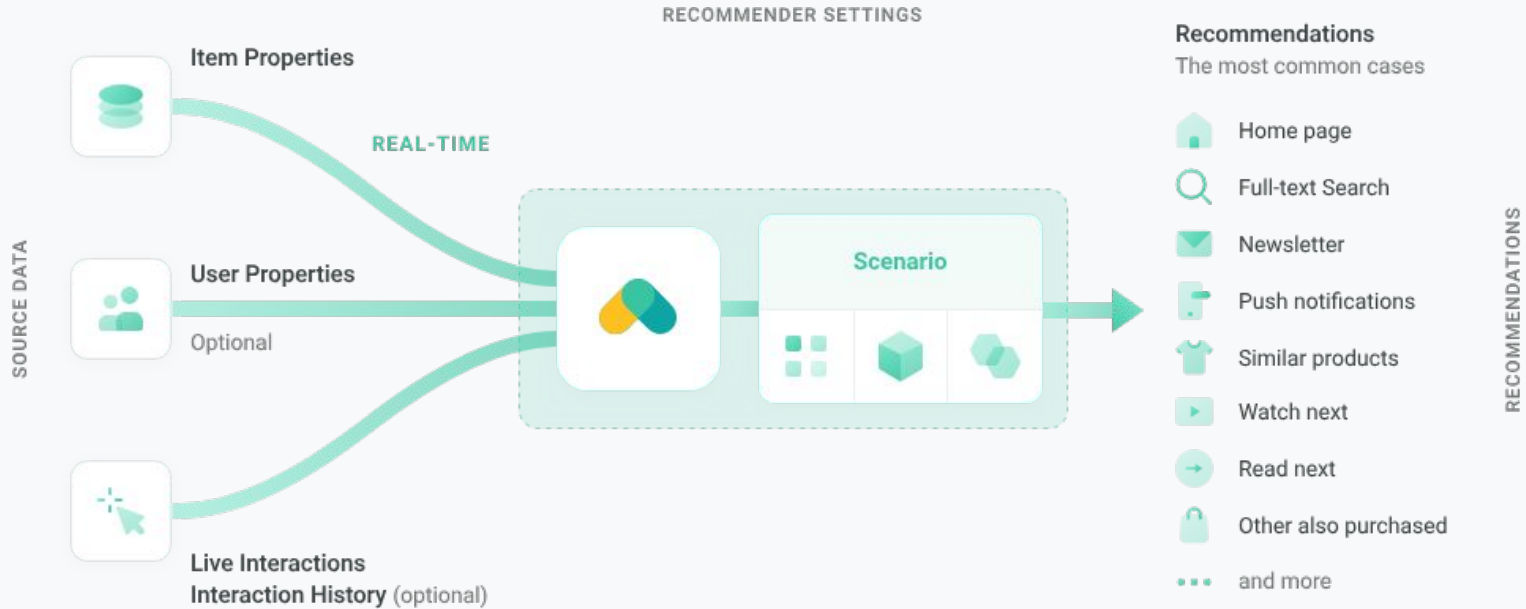 RECOMMENDER SETTINGS
SOURCE DATA
Item Properties
REAL-TIME
User Properties
Optional
Live Interactions
Interaction History (optional)
Scenario
Recommendations
The most common cases
Home page
Full-text Search
Newsletter
Push notifications
Similar products
Watch next
Read next
Other also purchased
and more
RECOMMENDATIONS